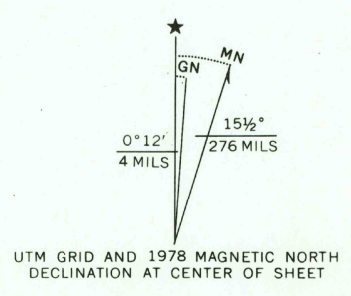 MN
GN
15½°
276 MILS
0°12'
4 MILS
UTM GRID AND 1978 MAGNETIC NORTH
DECLINATION AT CENTER OF SHEET